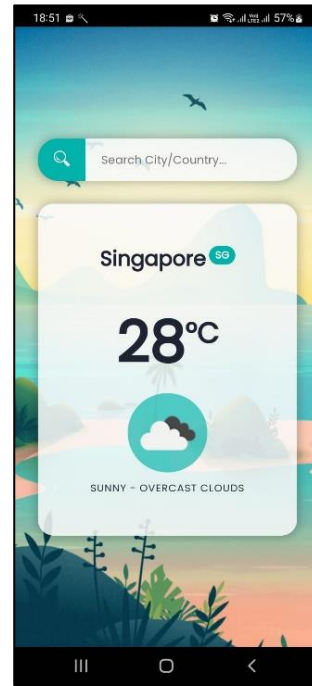 18:51 57%
Search City/Country...
Singapore SG
28°C
SUNNY - OVERCAST CLOUDS